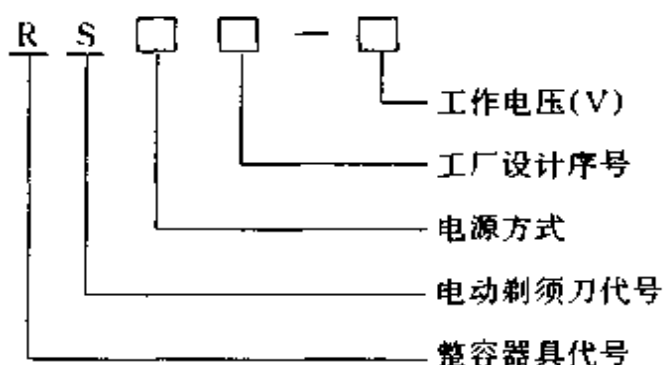 R S □ □ — □
工作电压(V)
工厂设计序号
电源方式
电动剃须刀代号
整容器具代号